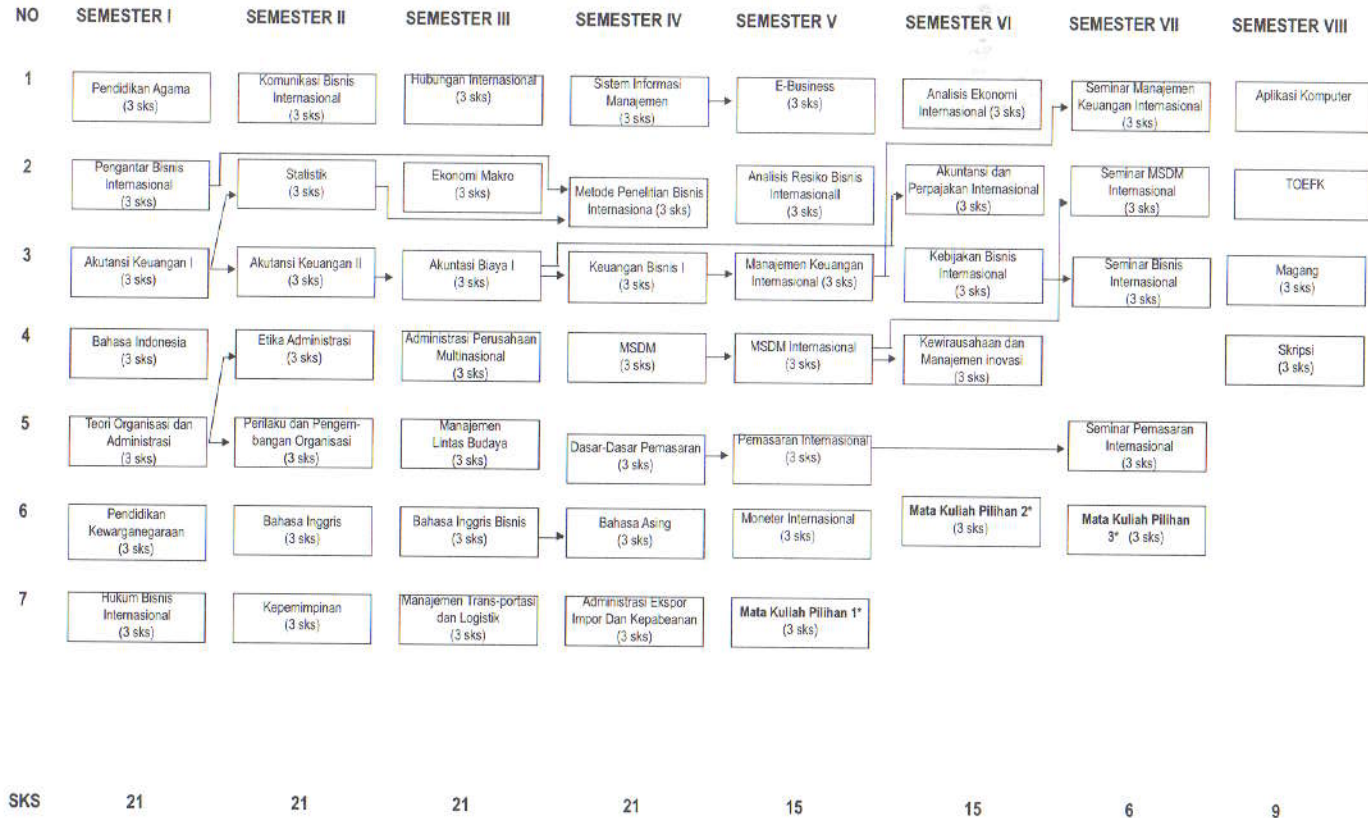 NO SEMESTER I SEMESTER II SEMESTER III SEMESTER IV SEMESTER V SEMESTER VI SEMESTER VII SEMESTER VIII
1
Pendidikan Agama
(3 sks)
Komunikasi Bisnis
Internasional
(3 sks)
Hubungan Internasional
(3 sks)
Sistem Informasi
Manajemen
(3 sks)
E-Business
(3 sks)
Analisis Ekonomi
Internasional (3 sks)
Seminar Manajemen
Keuangan Internasional
(3 sks)
Aplikasi Komputer
2
Pengantar Bisnis
Internasional
(3 sks)
Statistik
(3 sks)
Ekonomi Makro
(3 sks)
Metode Penelitian Bisnis
Internasiona (3 sks)
Analisis Resiko Bisnis
Internasionall
(3 sks)
Akuntansi dan
Perpajakan Internasional
(3 sks)
Seminar MSDM
Internasional
(3 sks)
TOEFK
3
Akutansi Keuangan I
(3 sks)
Akutansi Keuangan II
(3 sks)
Akuntasi Biaya I
(3 sks)
Keuangan Bisnis I
(3 sks)
Manajemen Keuangan
Internasional (3 sks)
Kebijakan Bisnis
Internasional
(3 sks)
Seminar Bisnis
Internasional
(3 sks)
Magang
(3 sks)
4
Bahasa Indonesia
(3 sks)
Etika Administrasi
(3 sks)
Administrasi Perusahaan
Multinasional
(3 sks)
MSDM
(3 sks)
MSDM Internasional
(3 sks)
Kewirausahaan dan
Manajemen inovasi
(3 sks)
Skripsi
(3 sks)
5
Teori Organisasi dan
Administrasi
(3 sks)
Perilaku dan Pengem-
bangan Organisasi
(3 sks)
Manajemen
Lintas Budaya
(3 sks)
Dasar-Dasar Pemasaran
(3 sks)
Pemasaran Internasional
(3 sks)
Seminar Pemasaran
Internasional
(3 sks)
6
Pendidikan
Kewarganegaraan
(3 sks)
Bahasa Inggris
(3 sks)
Bahasa Inggris Bisnis
(3 sks)
Bahasa Asing
(3 sks)
Moneter Internasional
(3 sks)
Mata Kuliah Pilihan 2*
(3 sks)
Mata Kuliah Pilihan
3* (3 sks)
7
Hukum Bisnis
Internasional
(3 sks)
Kepemimpinan
(3 sks)
Manajemen Trans-portasi
dan Logistik
(3 sks)
Administrasi Ekspor
Impor Dan Kepabeanan
(3 sks)
Mata Kuliah Pilihan 1*
(3 sks)
SKS 21 21 21 21 15 15 6 9